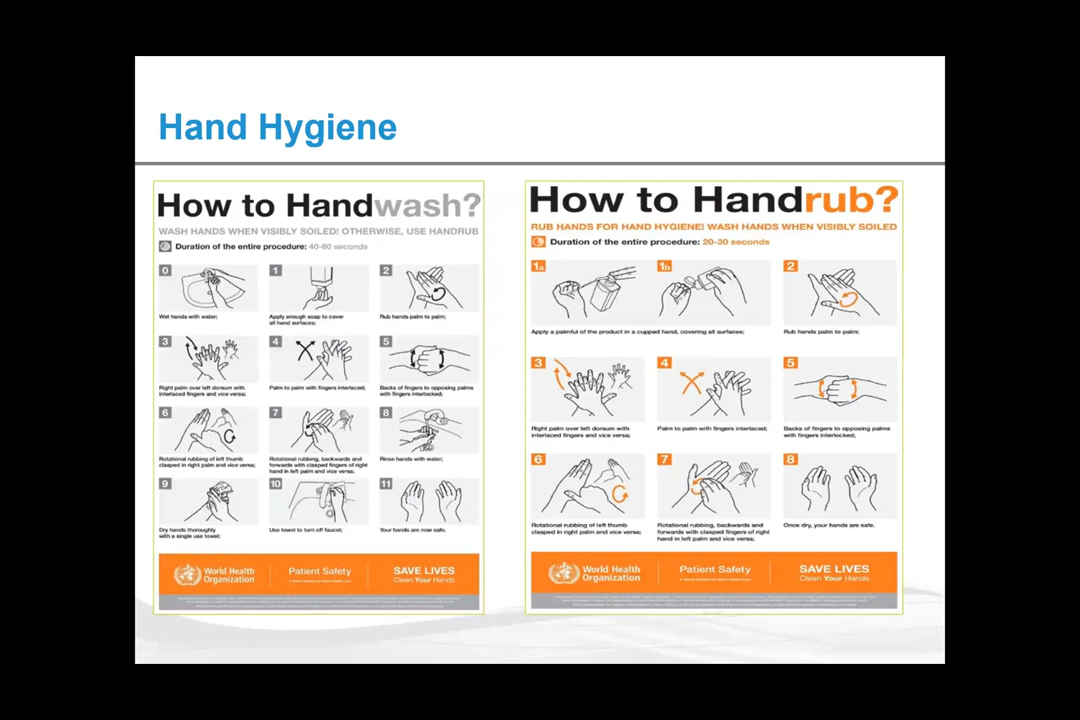 Hand Hygiene
How to Handwash?
WASH HANDS WHEN VISIBLY SOILED! OTHERWISE, USE HANDRUB
Duration of the entire procedure: 40-60 seconds
0
Wet hands with water;
1
Apply enough soap to cover
all hand surfaces;
2
Rub hands palm to palm;
3
Right palm over left dorsum with
interlaced fingers and vice versa;
4
Palm to palm with fingers interlaced;
5
Backs of fingers to opposing palms
with fingers interlocked;
6
Rotational rubbing of left thumb
clasped in right palm and vice versa;
7
Rotational rubbing, backwards and
forwards with clasped fingers of right
hand in left palm and vice versa;
8
Rinse hands with water;
9
Dry hands thoroughly
with a single use towel;
10
Use towel to turn off faucet;
11
Your hands are now safe.
World Health
Organization
Patient Safety
SAVE LIVES
Clean Your Hands
How to Handrub?
RUB HANDS FOR HAND HYGIENE! WASH HANDS WHEN VISIBLY SOILED
Duration of the entire procedure: 20-30 seconds
1a
1b
Apply a palmful of the product in a cupped hand, covering all surfaces;
2
Rub hands palm to palm;
3
Right palm over left dorsum with
interlaced fingers and vice versa;
4
Palm to palm with fingers interlaced;
5
Backs of fingers to opposing palms
with fingers interlocked;
6
Rotational rubbing of left thumb
clasped in right palm and vice versa;
7
Rotational rubbing, backwards and
forwards with clasped fingers of right
hand in left palm and vice versa;
8
Once dry, your hands are safe.
World Health
Organization
Patient Safety
SAVE LIVES
Clean Your Hands